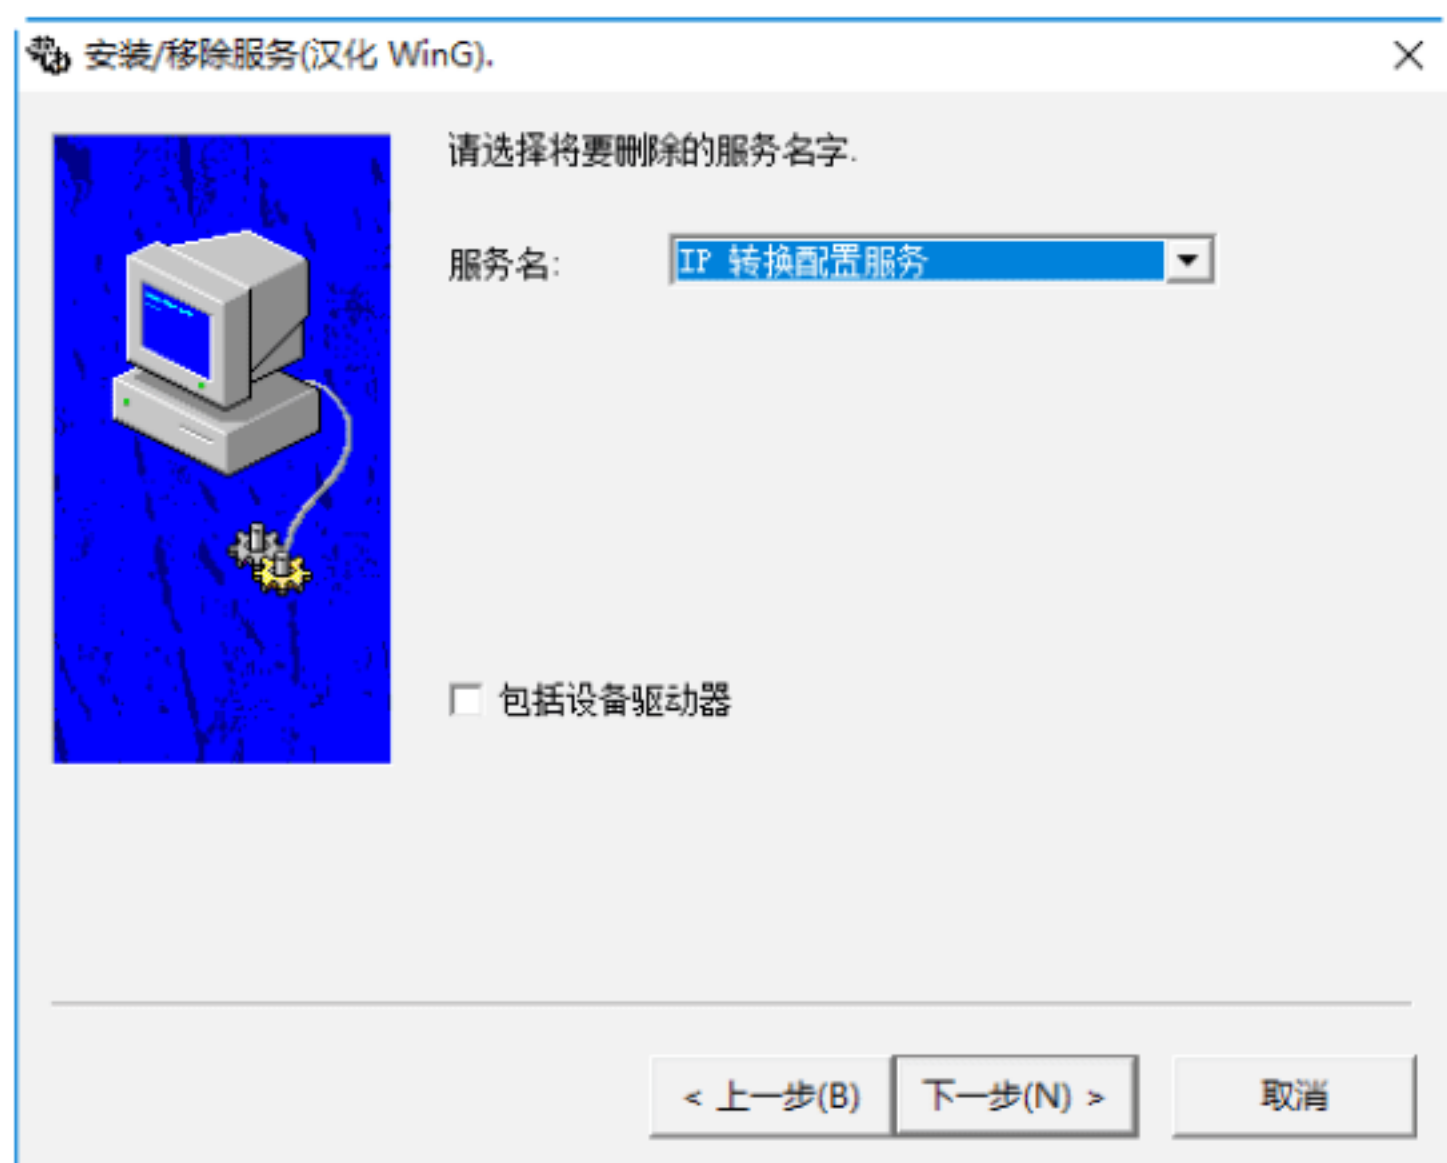 安装/移除服务(汉化 WinG).
请选择将要删除的服务名字.
服务名:
IP 转换配置服务
包括设备驱动器
< 上一步(B)
下一步(N) >
取消